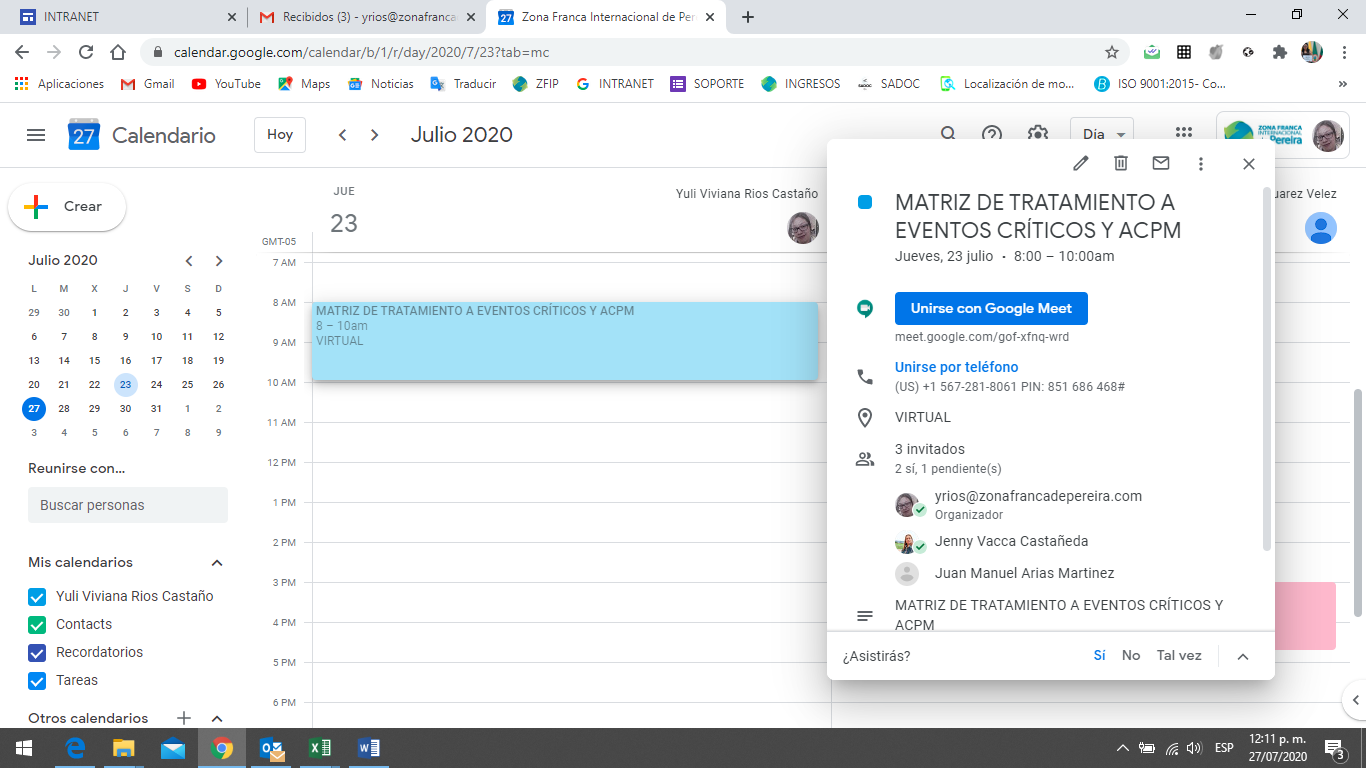 INTRANET
Recibidos (3) - yrios@zonafranca
Zona Franca Internacional de Per
calendar.google.com/calendar/b/1/r/day/2020/7/23?tab=mc
Aplicaciones
Gmail
YouTube
Maps
Noticias
Traducir
ZFIP
INTRANET
SOPORTE
INGRESOS
SADOC
Localización de mo...
ISO 9001:2015- Co...
27
Calendario
Hoy
Julio 2020
Día
ZONA FRANCA
INTERNACIONAL
Pereira
Crear
JUE
23
Yuli Viviana Rios Castaño
uarez Velez
GMT-05
Julio 2020
L M X J V S D
29 30 1 2 3 4 5
6 7 8 9 10 11 12
13 14 15 16 17 18 19
20 21 22 23 24 25 26
27 28 29 30 31 1 2
3 4 5 6 7 8 9
Reunirse con...
Buscar personas
Mis calendarios
Yuli Viviana Rios Castaño
Contacts
Recordatorios
Tareas
Otros calendarios
7 AM
8 AM
9 AM
10 AM
11 AM
12 PM
1 PM
2 PM
3 PM
4 PM
5 PM
6 PM
MATRIZ DE TRATAMIENTO A EVENTOS CRÍTICOS Y ACPM
8 – 10am
VIRTUAL
MATRIZ DE TRATAMIENTO A
EVENTOS CRÍTICOS Y ACPM
Jueves, 23 julio · 8:00 – 10:00am
Unirse con Google Meet
meet.google.com/gof-xfnq-wrd
Unirse por teléfono
(US) +1 567-281-8061 PIN: 851 686 468#
VIRTUAL
3 invitados
2 sí, 1 pendiente(s)
yrios@zonafrancadepereira.com
Organizador
Jenny Vacca Castañeda
Juan Manuel Arias Martinez
MATRIZ DE TRATAMIENTO A EVENTOS CRÍTICOS Y
ACPM
¿Asistirás?
Sí
No
Tal vez
ESP
12:11 p. m.
27/07/2020
3